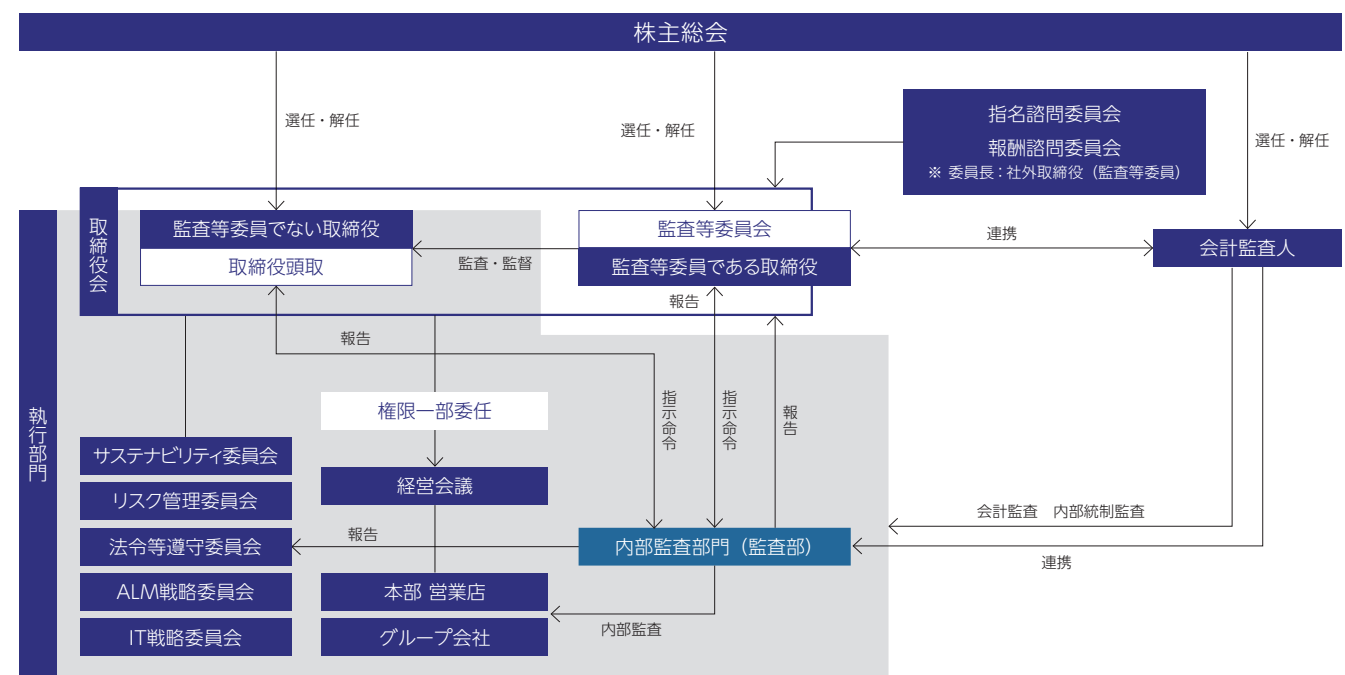 株主総会
選任・解任
選任・解任
選任・解任
指名諮問委員会
報酬諮問委員会
※ 委員長：社外取締役（監査等委員）
取締役会
監査等委員でない取締役
取締役頭取
監査・監督
監査等委員会
監査等委員である取締役
連携
会計監査人
報告
報告
執行部門
権限一部委任
指示命令
指示命令
報告
サステナビリティ委員会
リスク管理委員会
法令等遵守委員会
ALM戦略委員会
IT戦略委員会
経営会議
報告
内部監査部門（監査部）
会計監査　内部統制監査
連携
本部 営業店
グループ会社
内部監査